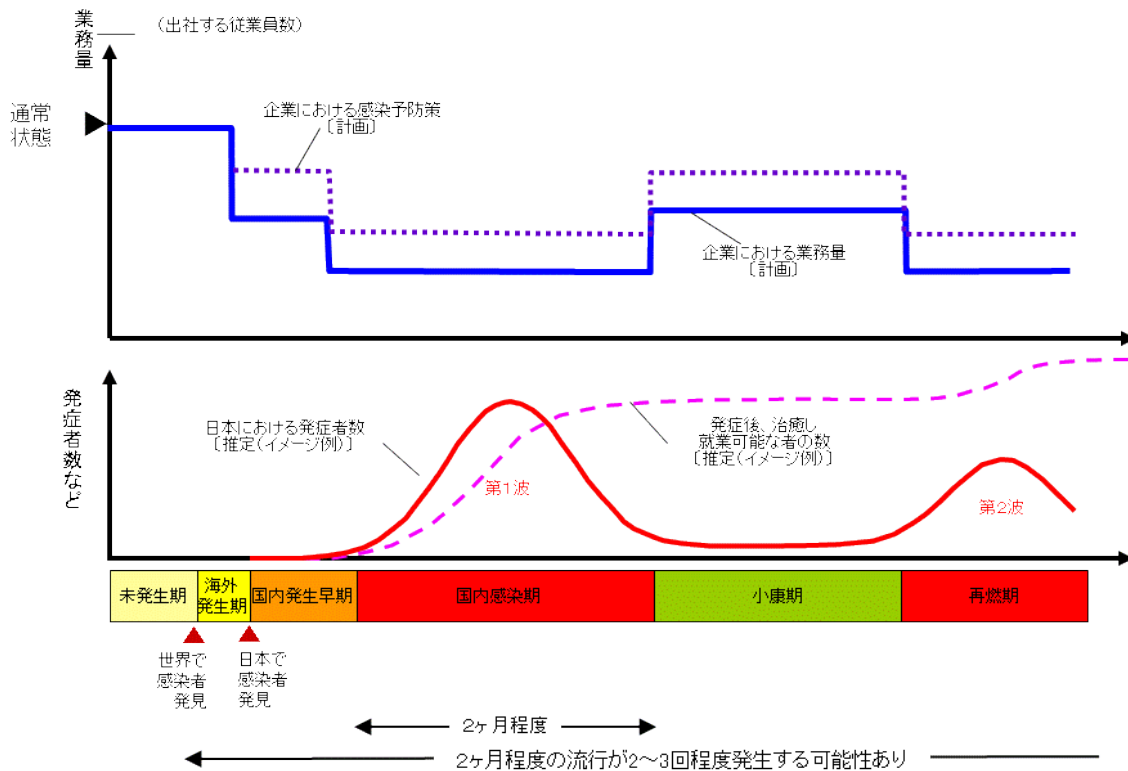 業務量
（出社する従業員数）
通常
状態
企業における感染予防策
〔計画〕
企業における業務量
〔計画〕
発症者数など
日本における発症者数
〔推定（イメージ例）〕
発症後、治癒し
就業可能な者の数
〔推定（イメージ例）〕
第1波
第2波
未発生期
海外
発生期
国内発生早期
国内感染期
小康期
再燃期
世界で
感染者
発見
日本で
感染者
発見
2ヶ月程度
2ヶ月程度の流行が2～3回程度発生する可能性あり